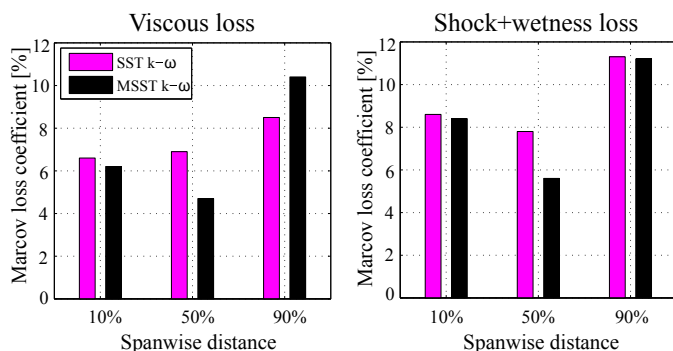 Viscous loss
Marcov loss coefficient [%]
12
10
8
6
4
2
0
SST k−ω
MSST k−ω
10%
50%
90%
Spanwise distance
Shock+wetness loss
Marcov loss coefficient [%]
12
10
8
6
4
2
0
10%
50%
90%
Spanwise distance